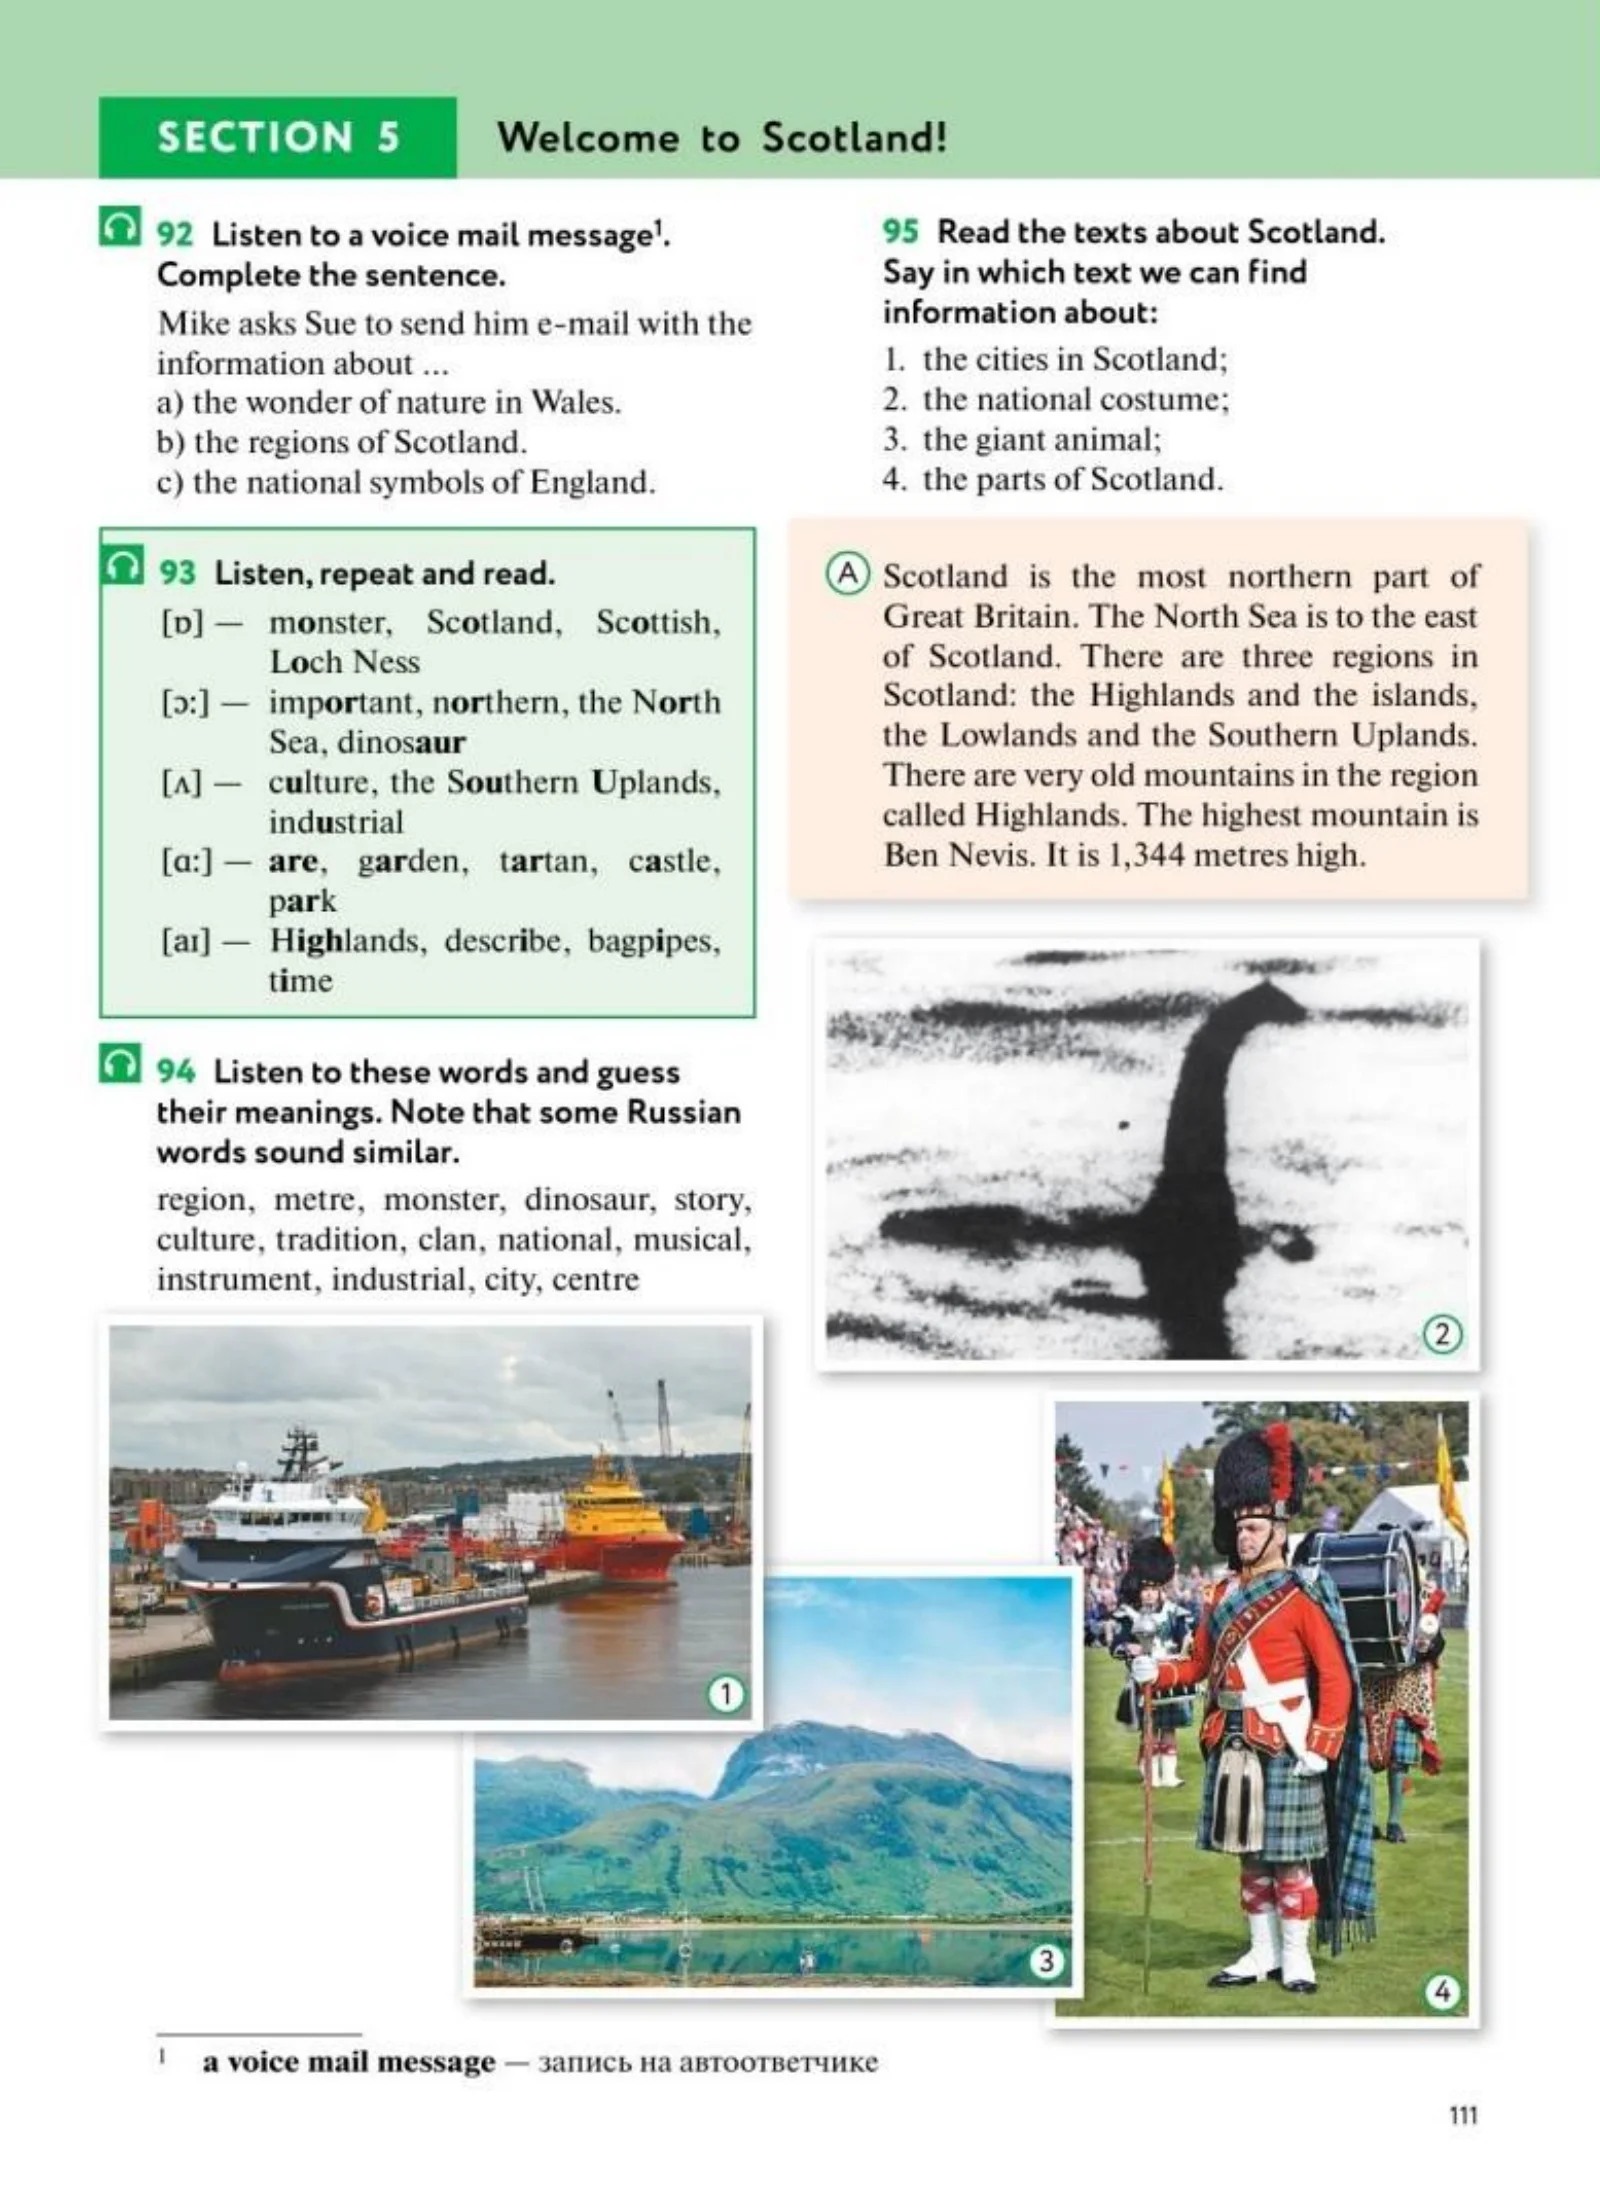 SECTION 5
Welcome to Scotland!
92 Listen to a voice mail message¹.
Complete the sentence.
Mike asks Sue to send him e-mail with the
information about ...
a) the wonder of nature in Wales.
b) the regions of Scotland.
c) the national symbols of England.
93 Listen, repeat and read.
[ɒ] — monster, Scotland, Scottish,
Loch Ness
[ɔ:] — important, northern, the North
Sea, dinosaur
[ʌ] — culture, the Southern Uplands,
industrial
[ɑ:] — are, garden, tartan, castle,
park
[aɪ] — Highlands, describe, bagpipes,
time
94 Listen to these words and guess
their meanings. Note that some Russian
words sound similar.
region, metre, monster, dinosaur, story,
culture, tradition, clan, national, musical,
instrument, industrial, city, centre
1
3
95 Read the texts about Scotland.
Say in which text we can find
information about:
1. the cities in Scotland;
2. the national costume;
3. the giant animal;
4. the parts of Scotland.
A Scotland is the most northern part of
Great Britain. The North Sea is to the east
of Scotland. There are three regions in
Scotland: the Highlands and the islands,
the Lowlands and the Southern Uplands.
There are very old mountains in the region
called Highlands. The highest mountain is
Ben Nevis. It is 1,344 metres high.
2
4
1 a voice mail message — запись на автоответчике
111